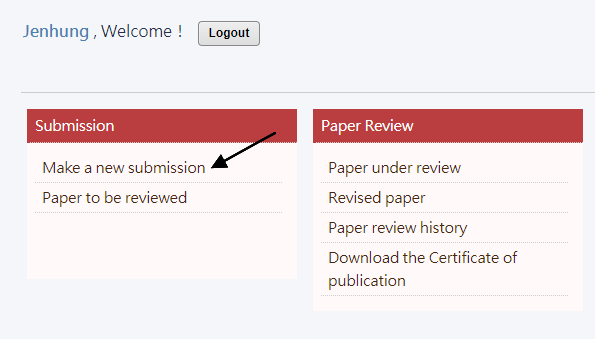 Jenhung , Welcome ! Logout
Submission
Make a new submission
Paper to be reviewed
Paper Review
Paper under review
Revised paper
Paper review history
Download the Certificate of
publication